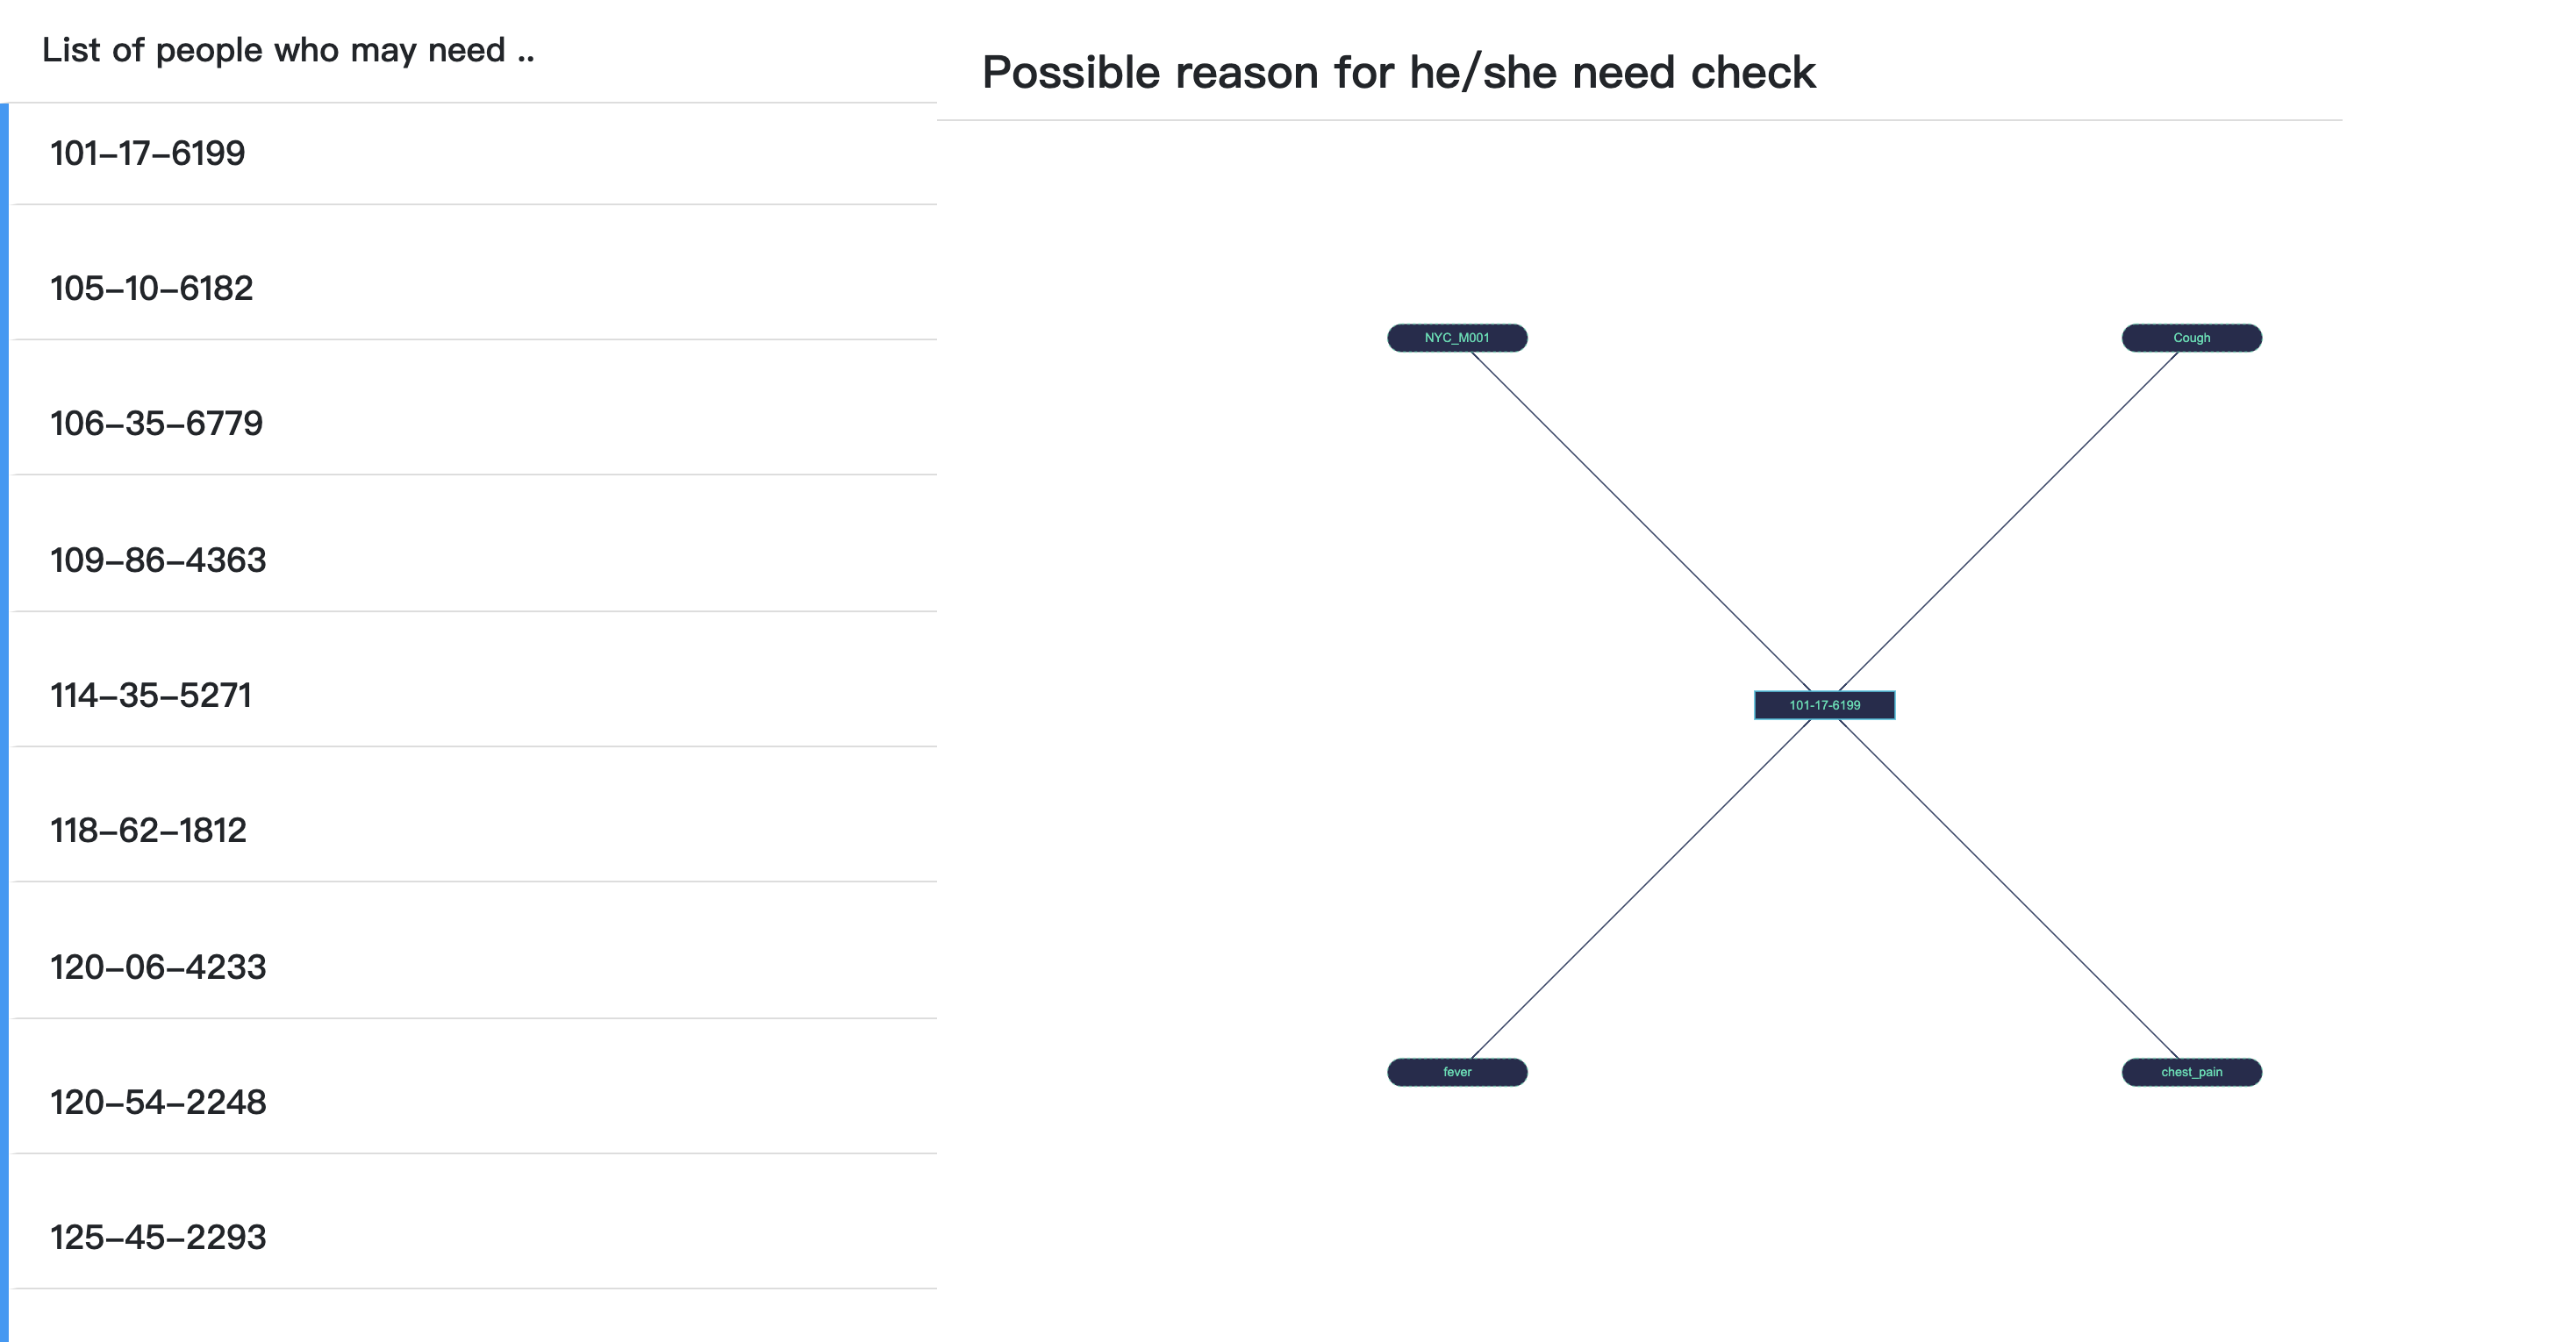 List of people who may need ..
101-17-6199
105-10-6182
106-35-6779
109-86-4363
114-35-5271
118-62-1812
120-06-4233
120-54-2248
125-45-2293
Possible reason for he/she need check
NYC_M001
Cough
101-17-6199
fever
chest_pain